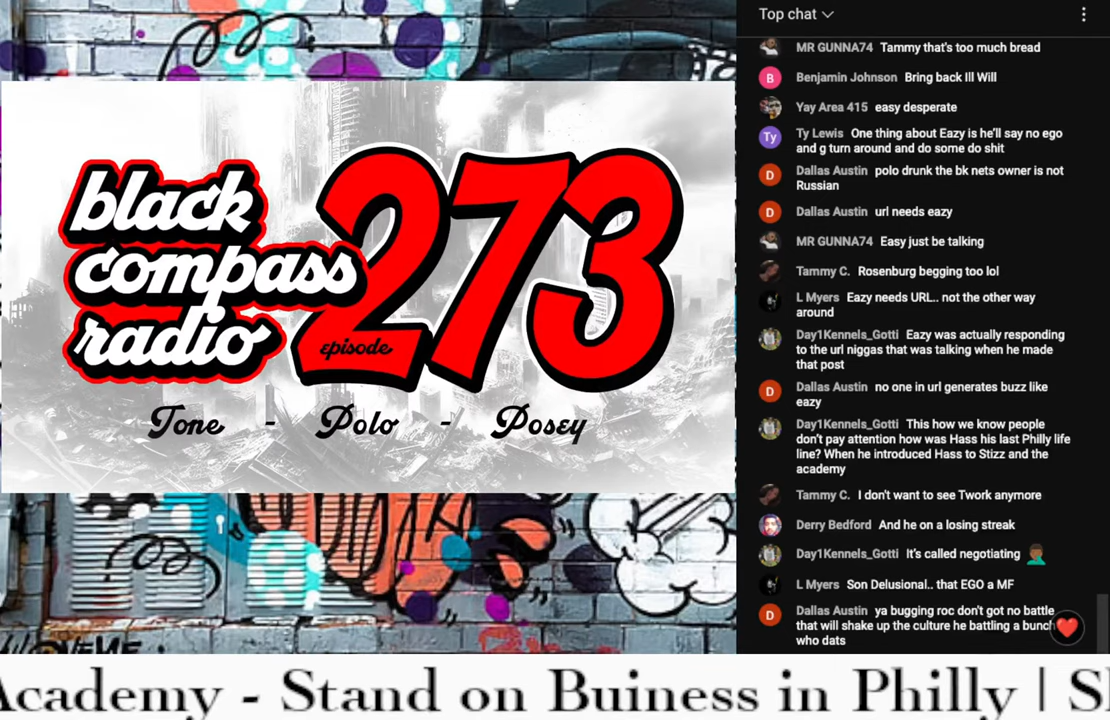 Top chat
MR GUNNA74 Tammy that's too much bread
Benjamin Johnson Bring back Ill Will
Yay Area 415 easy desperate
Ty Lewis One thing about Eazy is he'll say no ego
and g turn around and do some do shit
Dallas Austin polo drunk the bk nets owner is not
Russian
Dallas Austin url needs eazy
MR GUNNA74 Easy just be talking
Tammy C. Rosenburg begging too lol
L Myers Eazy needs URL.. not the other way
around
Day1Kennels_Gotti Eazy was actually responding
to the url niggas that was talking when he made
that post
Dallas Austin no one in url generates buzz like
eazy
Day1Kennels_Gotti This how we know people
don't pay attention how was Hass his last Philly life
line? When he introduced Hass to Stizz and the
academy
Tammy C. I don't want to see Twork anymore
Derry Bedford And he on a losing streak
Day1Kennels_Gotti It's called negotiating 🤦🏾‍♂️
L Myers Son Delusional.. that EGO a MF
Dallas Austin ya bugging roc don't got no battle
that will shake up the culture he battling a bunch
who dats
B
Ty
D
D
D
D
black
compass
radio
episode
273
Tone - Polo - Posey
Academy - Stand on Buiness in Philly |